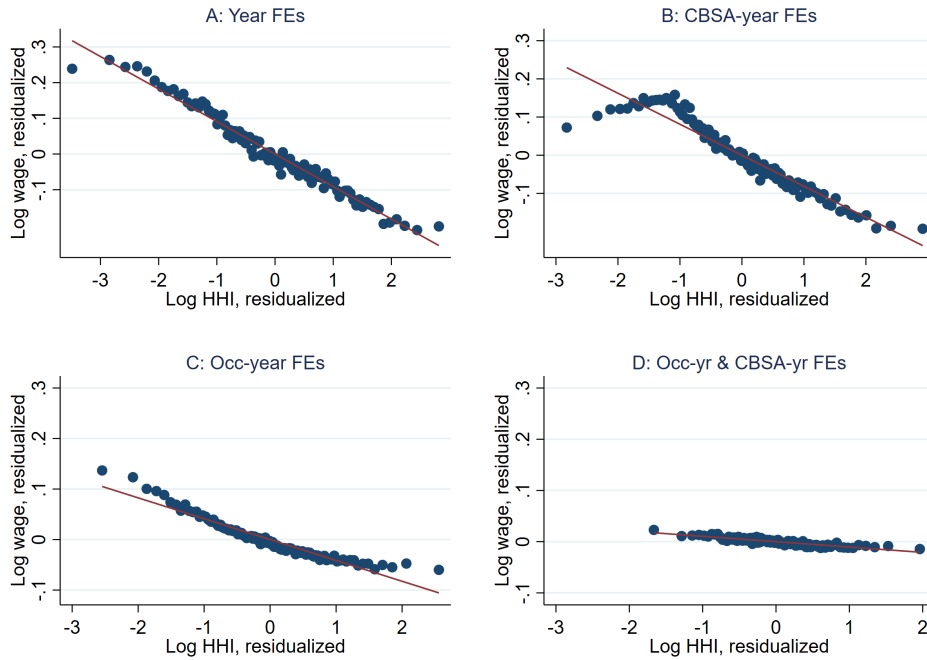 A: Year FEs
Log wage, residualized
.3
.2
.1
0
-.1
-3 -2 -1 0 1 2
Log HHI, residualized
B: CBSA-year FEs
Log wage, residualized
.3
.2
.1
0
-.1
-3 -2 -1 0 1 2
Log HHI, residualized
C: Occ-year FEs
Log wage, residualized
.3
.2
.1
0
-.1
-3 -2 -1 0 1 2
Log HHI, residualized
D: Occ-yr & CBSA-yr FEs
Log wage, residualized
.3
.2
.1
0
-.1
-3 -2 -1 0 1 2
Log HHI, residualized